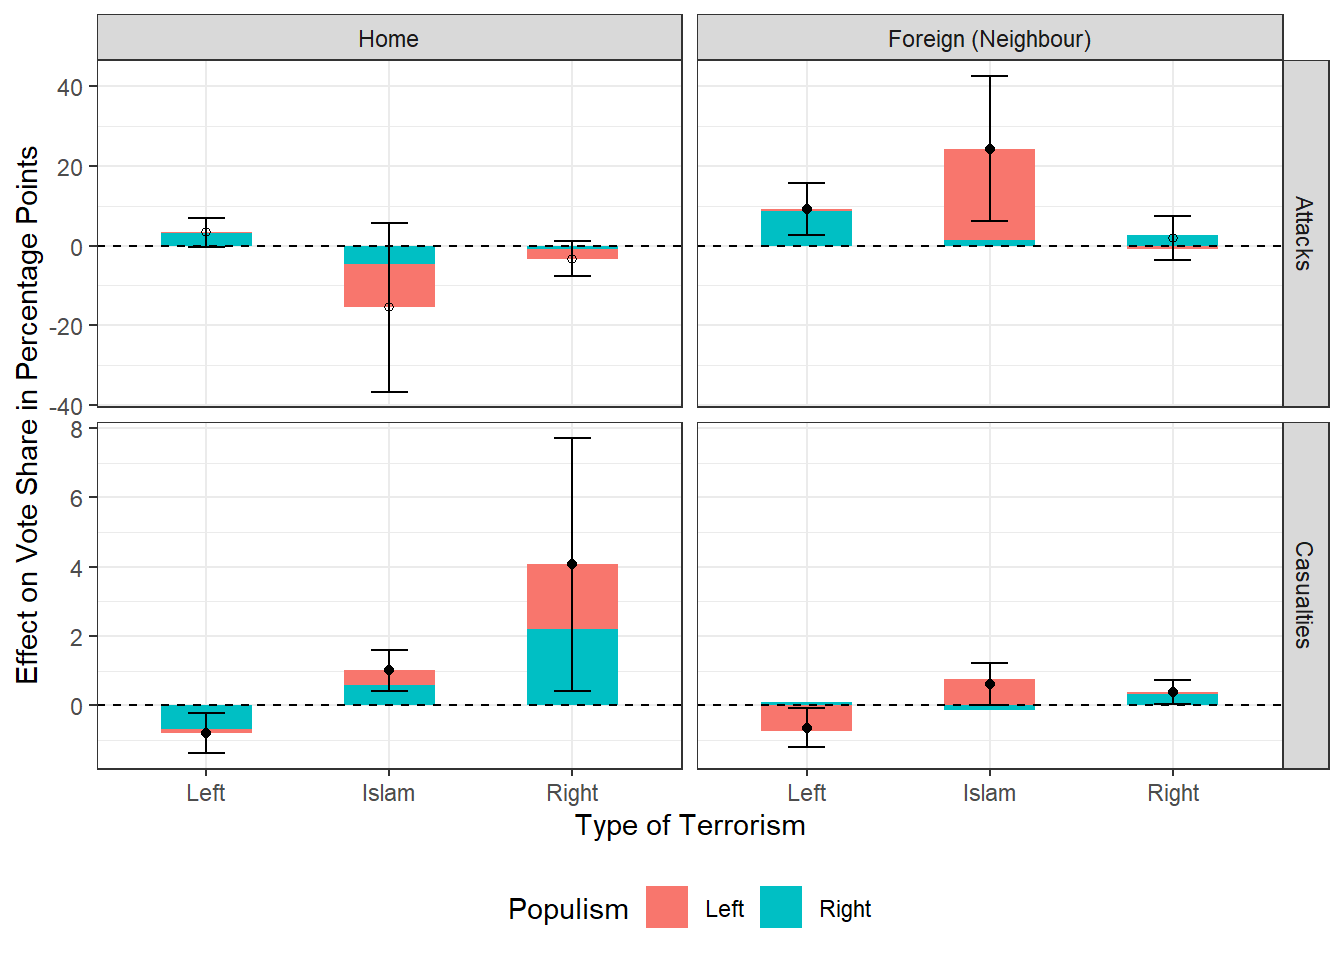 Home
Foreign (Neighbour)
Effect on Vote Share in Percentage Points
40
20
0
-20
-40
Attacks
8
6
4
2
0
Casualties
Left
Islam
Right
Left
Islam
Right
Type of Terrorism
Populism
Left
Right